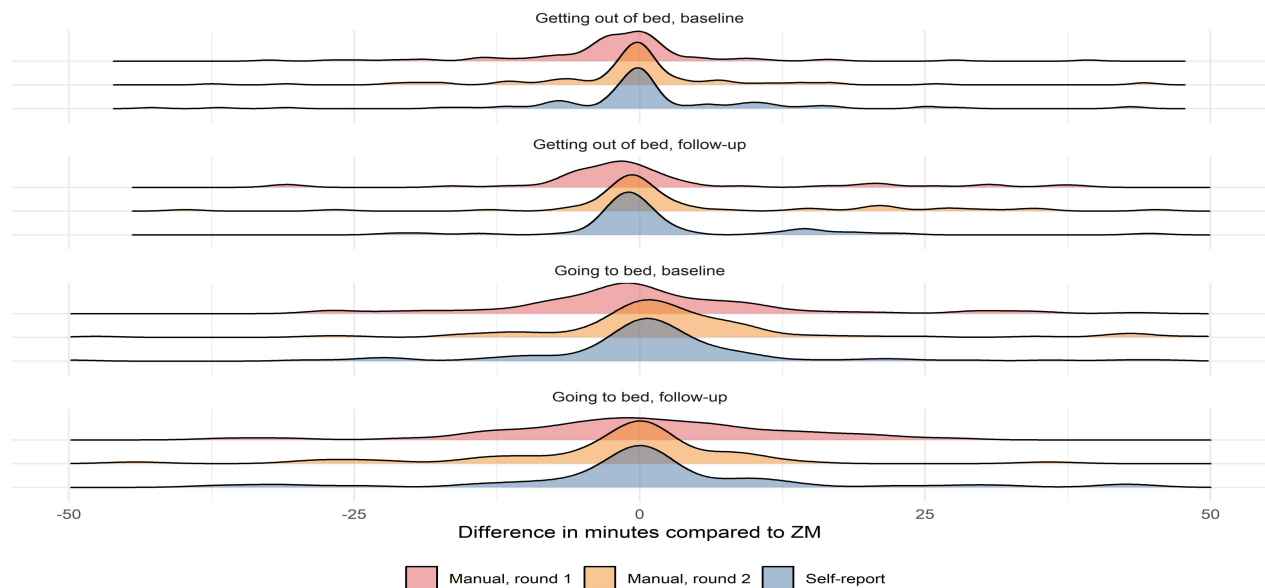 Getting out of bed, baseline
Getting out of bed, follow-up
Going to bed, baseline
Going to bed, follow-up
-50 -25 0 25 50
Difference in minutes compared to ZM
Manual, round 1 Manual, round 2 Self-report